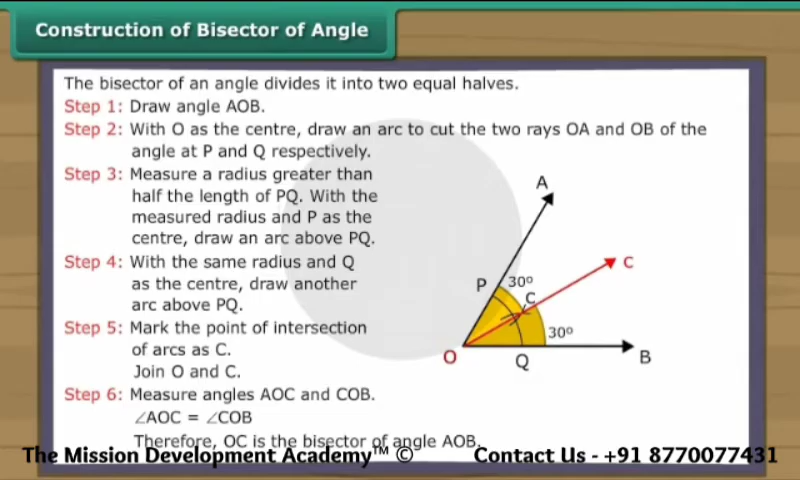 Construction of Bisector of Angle
The bisector of an angle divides it into two equal halves.
Step 1: Draw angle AOB.
Step 2: With O as the centre, draw an arc to cut the two rays OA and OB of the
angle at P and Q respectively.
Step 3: Measure a radius greater than
half the length of PQ. With the
measured radius and P as the
centre, draw an arc above PQ.
Step 4: With the same radius and Q
as the centre, draw another
arc above PQ.
Step 5: Mark the point of intersection
of arcs as C.
Join O and C.
Step 6: Measure angles AOC and COB.
∠AOC = ∠COB
Therefore, OC is the bisector of angle AOB.
A
C
P
30º
C
30º
O
Q
B
The Mission Development Academy™ ©
Contact Us - +91 8770077431